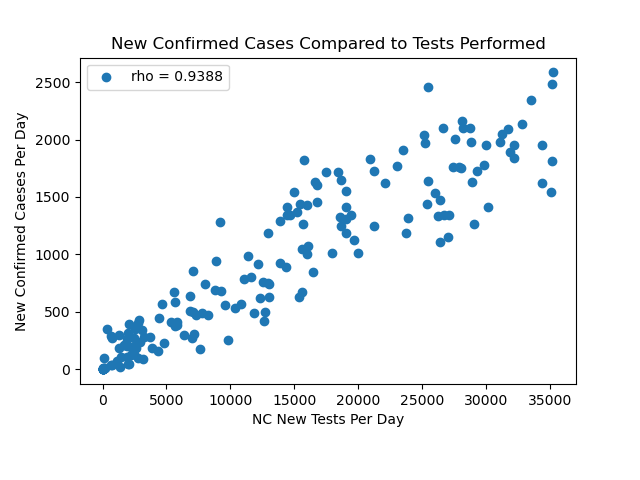 New Confirmed Cases Compared to Tests Performed
rho = 0.9388
2500
2000
1500
1000
500
0
New Confirmed Caeses Per Day
0 5000 10000 15000 20000 25000 30000 35000
NC New Tests Per Day